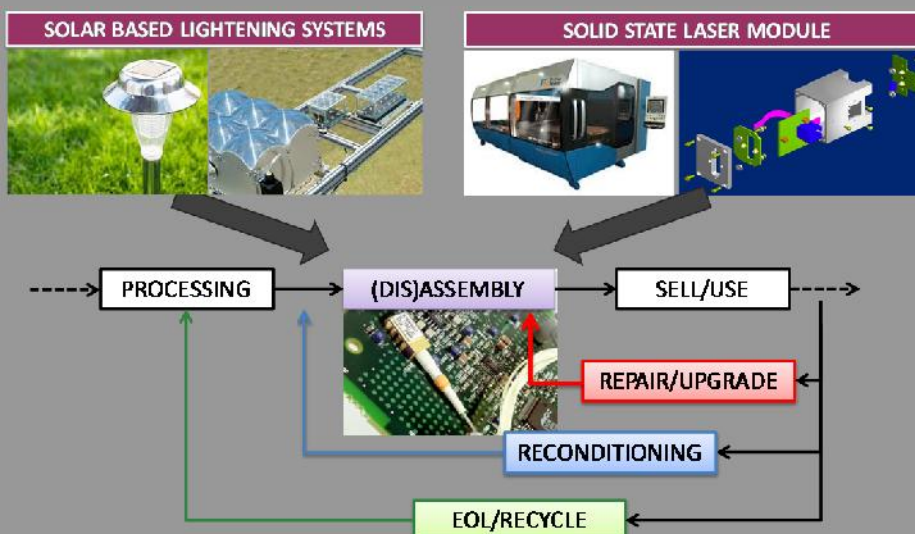 SOLAR BASED LIGHTENING SYSTEMS
SOLID STATE LASER MODULE
PROCESSING
(DIS)ASSEMBLY
SELL/USE
REPAIR/UPGRADE
RECONDITIONING
EOL/RECYCLE